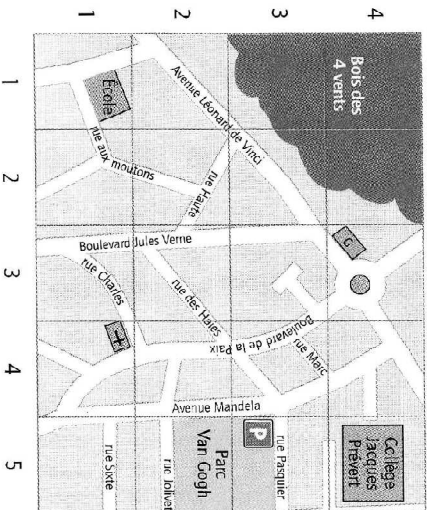 1 2 3 4
1
2
3
4
5
Bois des
4 vents
École
Avenue Léonard de Vinci
rue aux moutons
rue Haute
G
Boulevard Jules Verne
rue Charles
rue des Haies
Boulevard de la Paix
rue Marc
Avenue Mandela
P
Collège
Jacques
Prévert
rue Pasquier
Parc
Van Gogh
rue Jolivet
rue Sixte